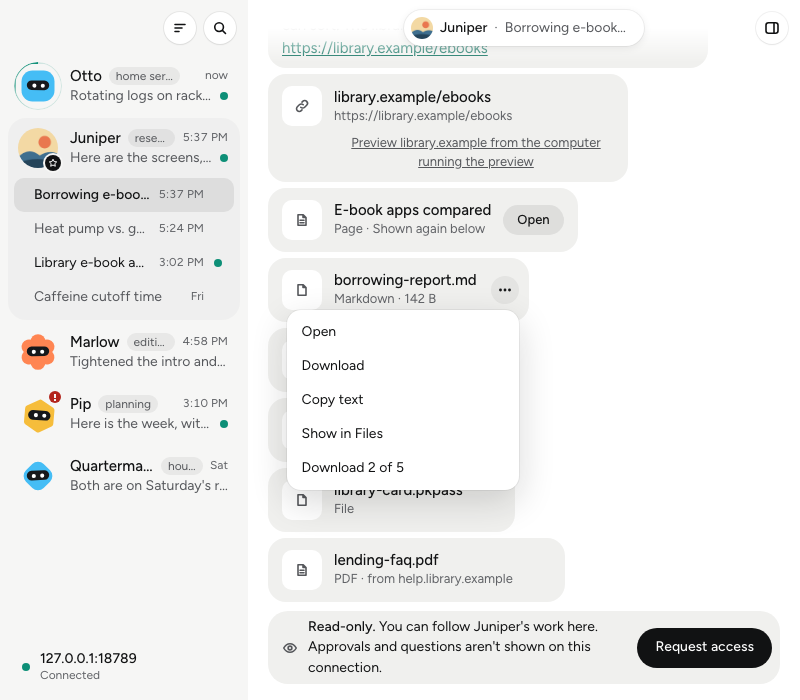 Otto home ser... now
Rotating logs on rack...
Juniper rese... 5:37 PM
Here are the screens,...
Borrowing e-boo... 5:37 PM
Heat pump vs. g... 5:24 PM
Library e-book a... 3:02 PM
Caffeine cutoff time Fri
Marlow editi... 4:58 PM
Tightened the intro and...
Pip planning 3:10 PM
Here is the week, wit...
Quarterma... hou... Sat
Both are on Saturday's r...
127.0.0.1:18789
Connected
Juniper · Borrowing e-book...
https://library.example/ebooks
library.example/ebooks
https://library.example/ebooks
Preview library.example from the computer
running the preview
E-book apps compared
Page · Shown again below
Open
borrowing-report.md
Markdown · 142 B
Open
Download
Copy text
Show in Files
Download 2 of 5
library-card.pkpass
File
lending-faq.pdf
PDF · from help.library.example
Read-only. You can follow Juniper's work here.
Approvals and questions aren't shown on this
connection.
Request access